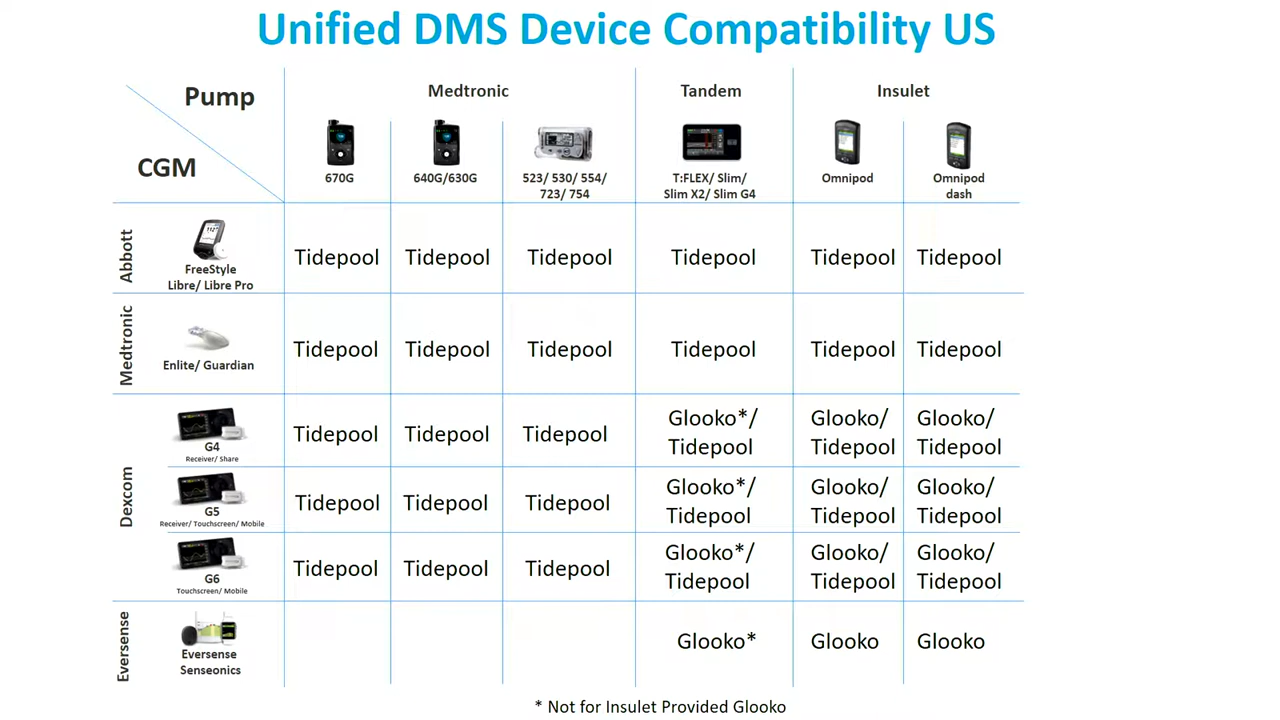 Unified DMS Device Compatibility US
Pump
CGM
Medtronic
Tandem
Insulet
670G
640G/630G
523/ 530/ 554/
723/ 754
T:FLEX/ Slim/
Slim X2/ Slim G4
Omnipod
Omnipod
dash
Abbott
FreeStyle
Libre/ Libre Pro
Tidepool
Tidepool
Tidepool
Tidepool
Tidepool
Tidepool
Medtronic
Enlite/ Guardian
Tidepool
Tidepool
Tidepool
Tidepool
Tidepool
Tidepool
Dexcom
G4
Receiver/ Share
Tidepool
Tidepool
Tidepool
Glooko*/
Tidepool
Glooko/
Tidepool
Glooko/
Tidepool
G5
Receiver/ Touchscreen/ Mobile
Tidepool
Tidepool
Tidepool
Glooko*/
Tidepool
Glooko/
Tidepool
Glooko/
Tidepool
G6
Touchscreen/ Mobile
Tidepool
Tidepool
Tidepool
Glooko*/
Tidepool
Glooko/
Tidepool
Glooko/
Tidepool
Eversense
Eversense
Senseonics
Glooko*
Glooko
Glooko
* Not for Insulet Provided Glooko